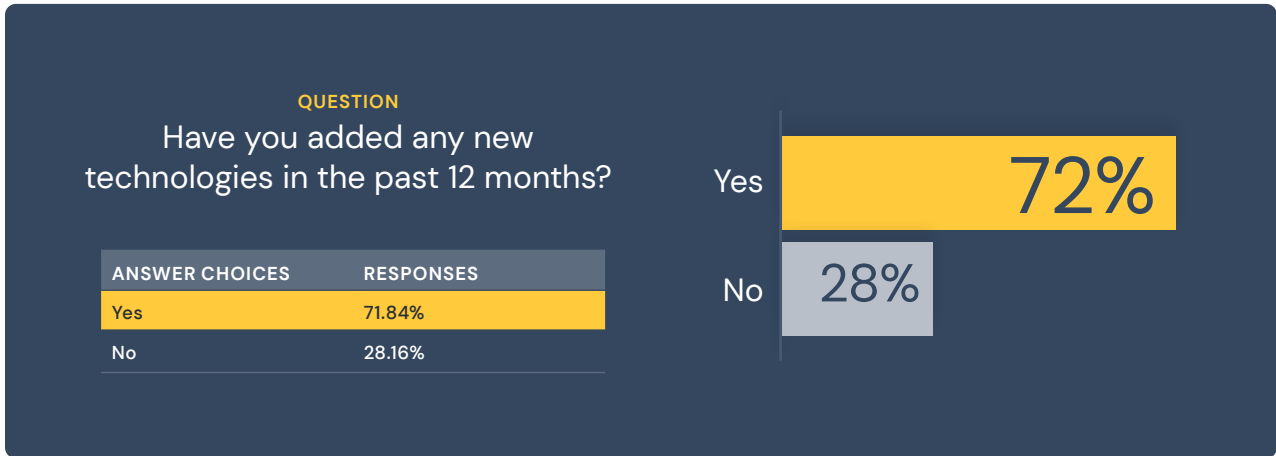 QUESTION
Have you added any new
technologies in the past 12 months?
ANSWER CHOICES RESPONSES
Yes 71.84%
No 28.16%
Yes 72%
No 28%